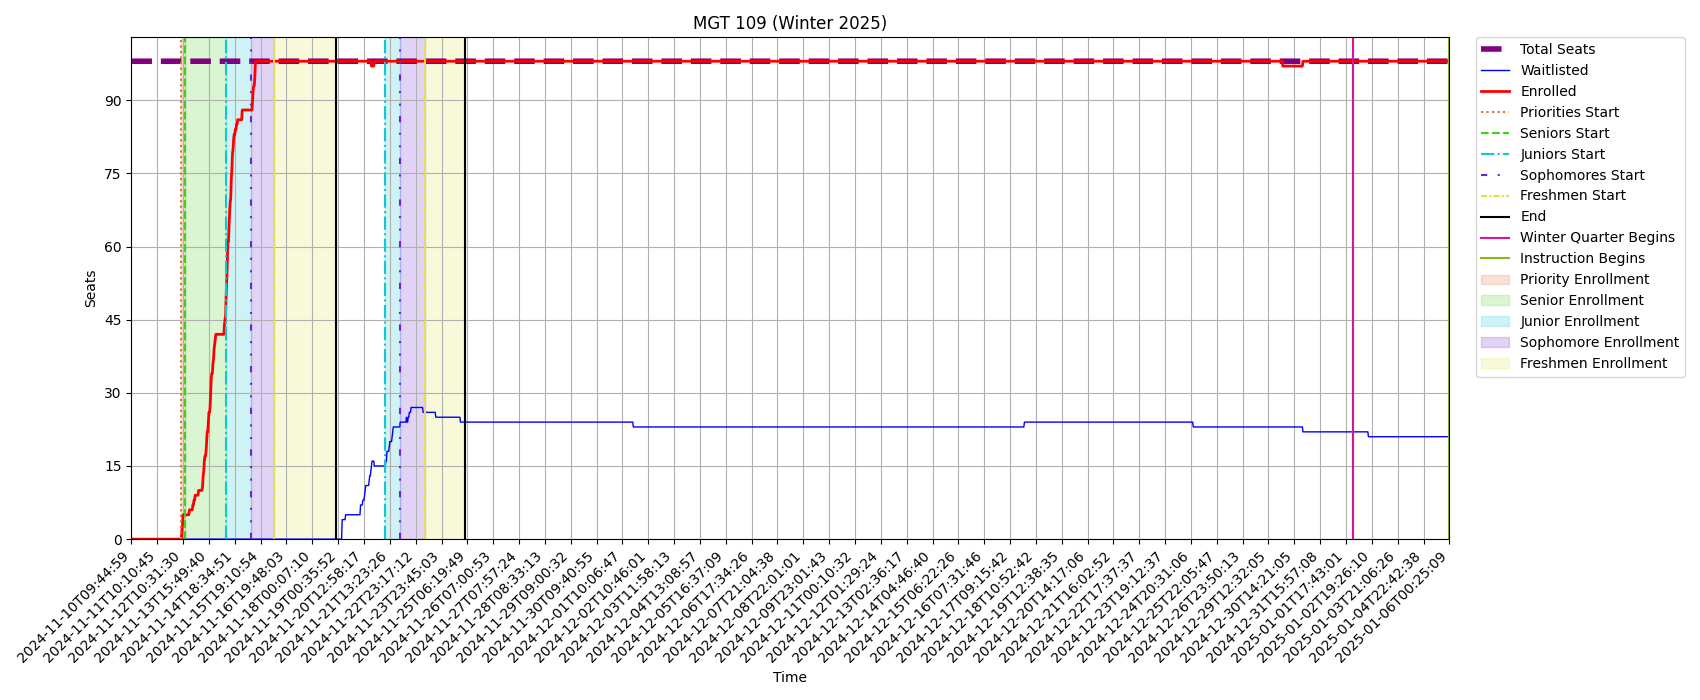 MGT 109 (Winter 2025)
Seats
90
75
60
45
30
15
0
2024-11-10T09:44:59
2024-11-11T10:10:45
2024-11-12T10:31:30
2024-11-13T15:49:40
2024-11-14T18:34:51
2024-11-15T19:10:54
2024-11-16T19:48:03
2024-11-18T00:07:10
2024-11-19T00:35:52
2024-11-20T12:58:17
2024-11-21T13:23:26
2024-11-22T23:17:12
2024-11-23T23:45:03
2024-11-25T06:19:49
2024-11-26T07:00:53
2024-11-27T07:57:24
2024-11-28T08:33:13
2024-11-29T09:00:32
2024-11-30T09:40:55
2024-12-01T10:06:47
2024-12-02T10:46:01
2024-12-03T11:58:13
2024-12-04T13:08:57
2024-12-05T16:37:09
2024-12-06T17:34:26
2024-12-07T21:04:38
2024-12-08T22:01:01
2024-12-09T23:01:43
2024-12-11T00:10:32
2024-12-12T01:29:24
2024-12-13T02:36:17
2024-12-14T04:46:40
2024-12-15T06:22:26
2024-12-16T07:31:46
2024-12-17T09:15:42
2024-12-18T10:52:42
2024-12-19T12:38:35
2024-12-20T14:17:06
2024-12-21T16:02:52
2024-12-22T17:37:37
2024-12-23T19:12:37
2024-12-24T20:31:06
2024-12-25T22:05:47
2024-12-26T23:50:13
2024-12-29T12:32:05
2024-12-30T14:21:05
2024-12-31T15:57:08
2025-01-01T17:43:01
2025-01-02T19:26:10
2025-01-03T21:06:26
2025-01-04T22:42:38
2025-01-06T00:25:09
Time
Total Seats
Waitlisted
Enrolled
Priorities Start
Seniors Start
Juniors Start
Sophomores Start
Freshmen Start
End
Winter Quarter Begins
Instruction Begins
Priority Enrollment
Senior Enrollment
Junior Enrollment
Sophomore Enrollment
Freshmen Enrollment